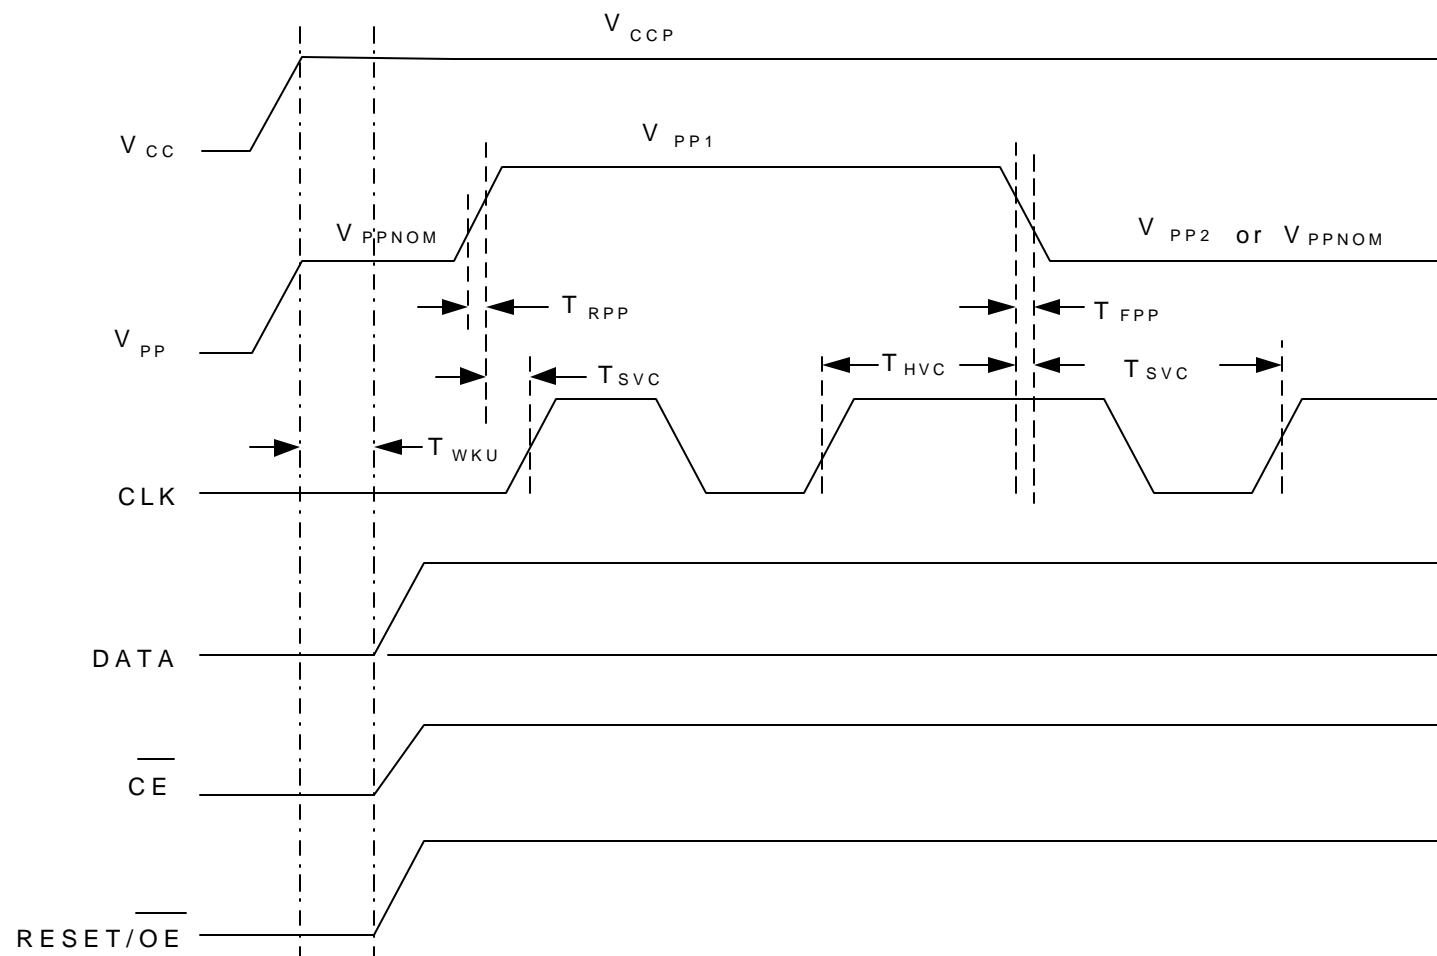 V CCP
V CC
V PP1
V PPNOM
V PP2 or V PPNOM
T RPP
T FPP
V PP
T SVC
T HVC
T SVC
T WKU
CLK
DATA
CE
RESET/OE